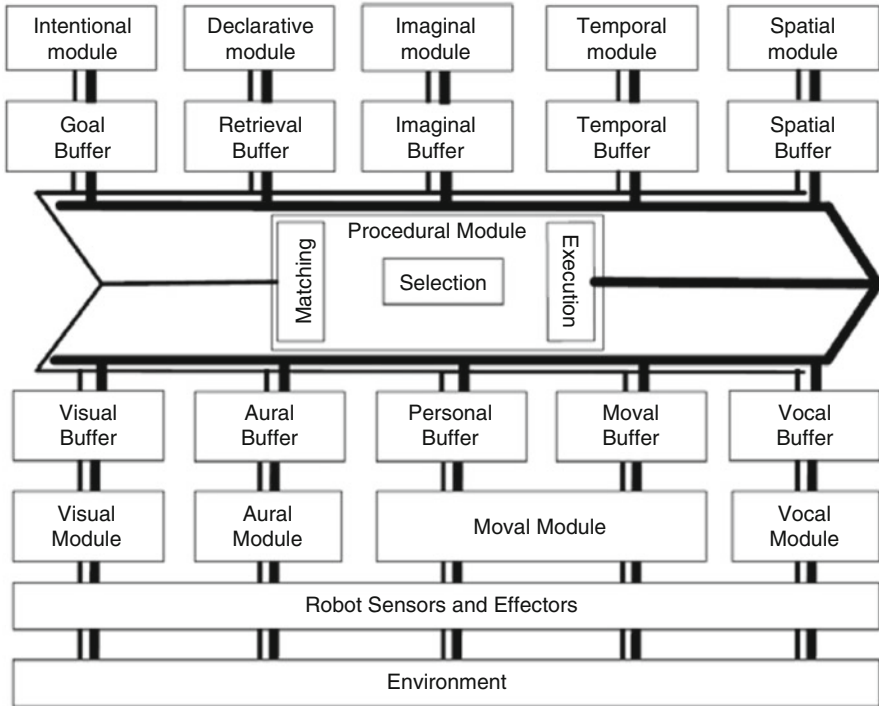 Intentional module
Declarative module
Imaginal module
Temporal module
Spatial module
Goal Buffer
Retrieval Buffer
Imaginal Buffer
Temporal Buffer
Spatial Buffer
Procedural Module
Matching
Selection
Execution
Visual Buffer
Aural Buffer
Personal Buffer
Moval Buffer
Vocal Buffer
Visual Module
Aural Module
Moval Module
Vocal Module
Robot Sensors and Effectors
Environment